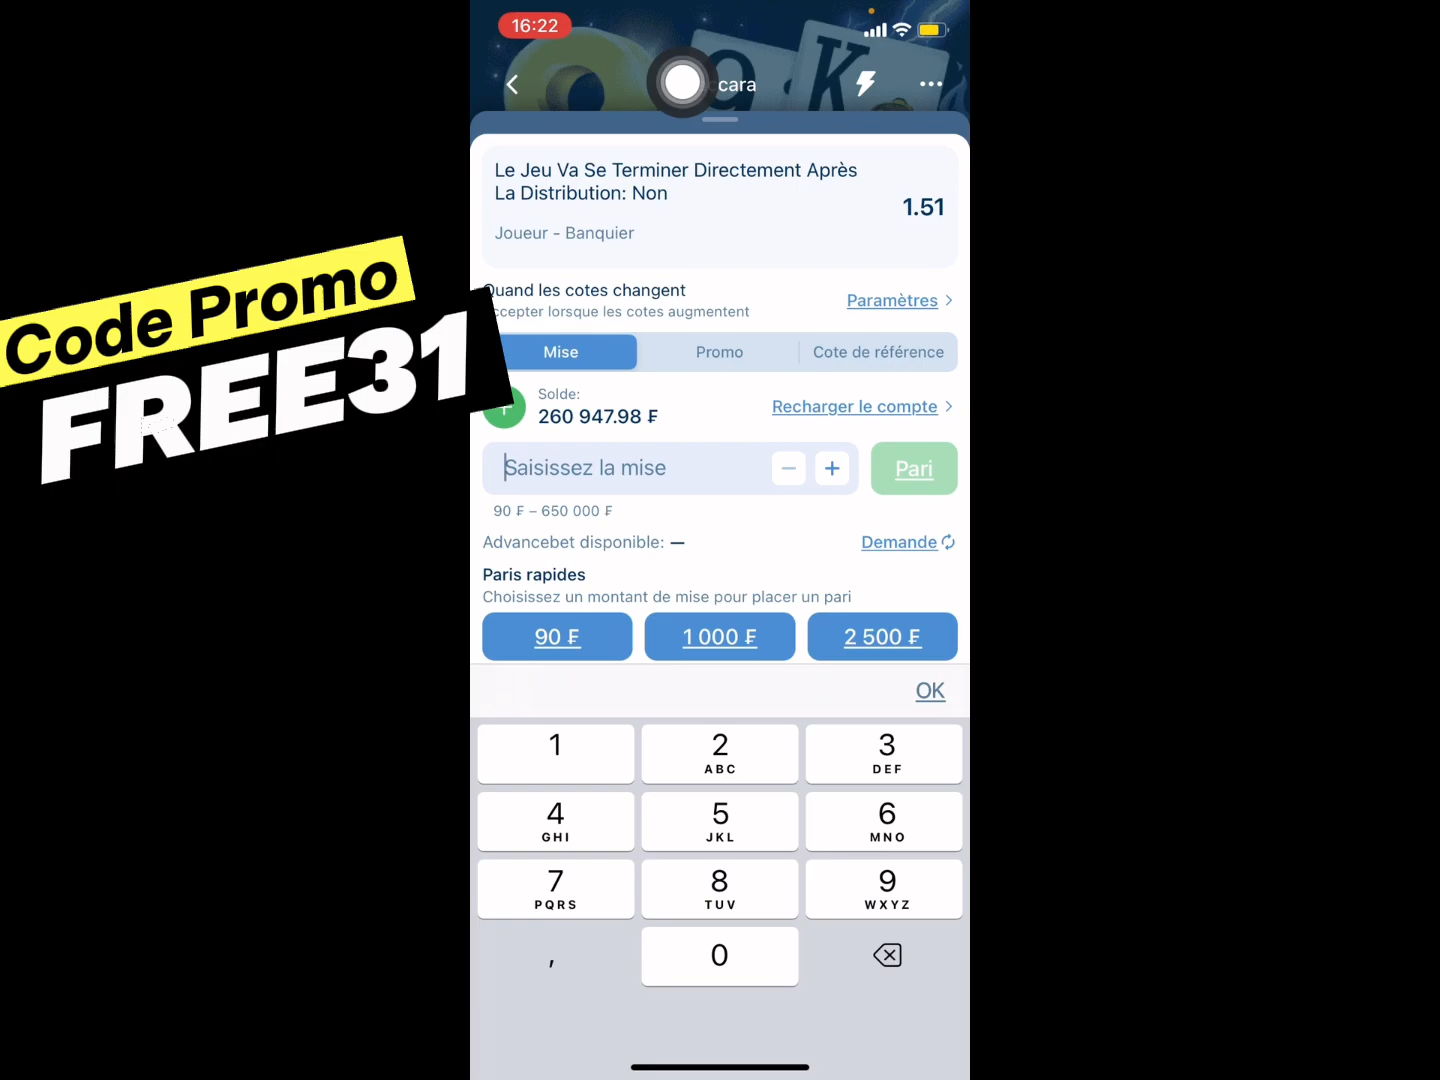 16:22
cara
Le Jeu Va Se Terminer Directement Après
La Distribution: Non
1.51
Joueur - Banquier
Code Promo
FREE31
Quand les cotes changent
ccepter lorsque les cotes augmentent
Paramètres
Mise
Promo
Cote de référence
Solde:
260 947.98 ₣
Recharger le compte
Saisissez la mise
Pari
90 ₣ – 650 000 ₣
Advancebet disponible: —
Demande
Paris rapides
Choisissez un montant de mise pour placer un pari
90 ₣
1 000 ₣
2 500 ₣
OK
1
2
ABC
3
DEF
4
GHI
5
JKL
6
MNO
7
PQRS
8
TUV
9
WXYZ
,
0